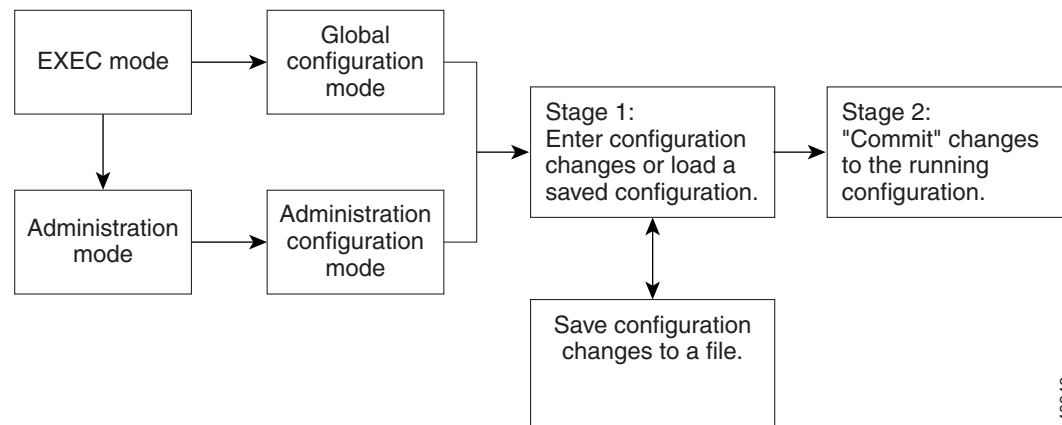 EXEC mode
Global
configuration
mode
Administration
mode
Administration
configuration
mode
Stage 1:
Enter configuration
changes or load a
saved configuration.
Stage 2:
"Commit" changes
to the running
configuration.
Save configuration
changes to a file.